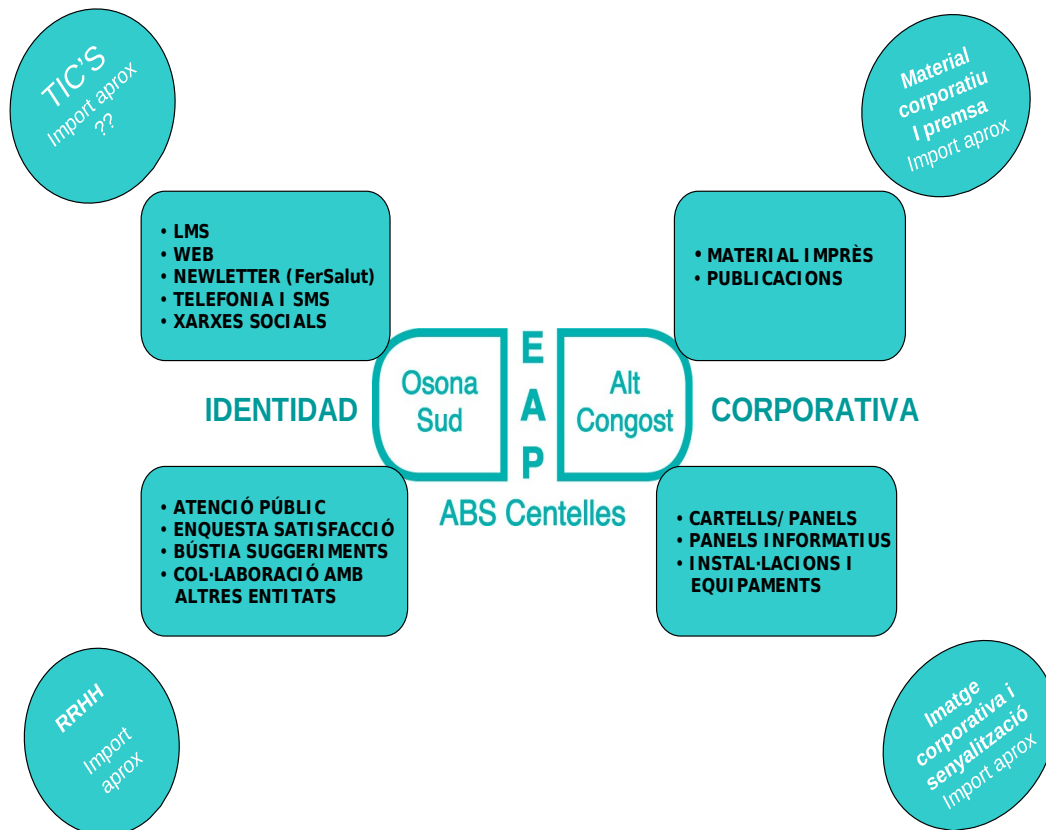 TIC'S
Import aprox
??
Material
corporatiu
I premsa
Import aprox
• LMS
• WEB
• NEWLETTER (FerSalut)
• TELEFONIA I SMS
• XARXES SOCIALS
• MATERIAL IMPRÈS
• PUBLICACIONS
IDENTIDAD
Osona
Sud
E
A
P
Alt
Congost
CORPORATIVA
ABS Centelles
• ATENCIÓ PÚBLIC
• ENQUESTA SATISFACCIÓ
• BÚSTIA SUGGERIMENTS
• COL·LABORACIÓ AMB
ALTRES ENTITATS
• CARTELLS/ PANELS
• PANELS INFORMATIUS
• INSTAL·LACIONS I
EQUIPAMENTS
RRHH
Import
aprox
Imatge
corporativa i
senyalització
Import aprox